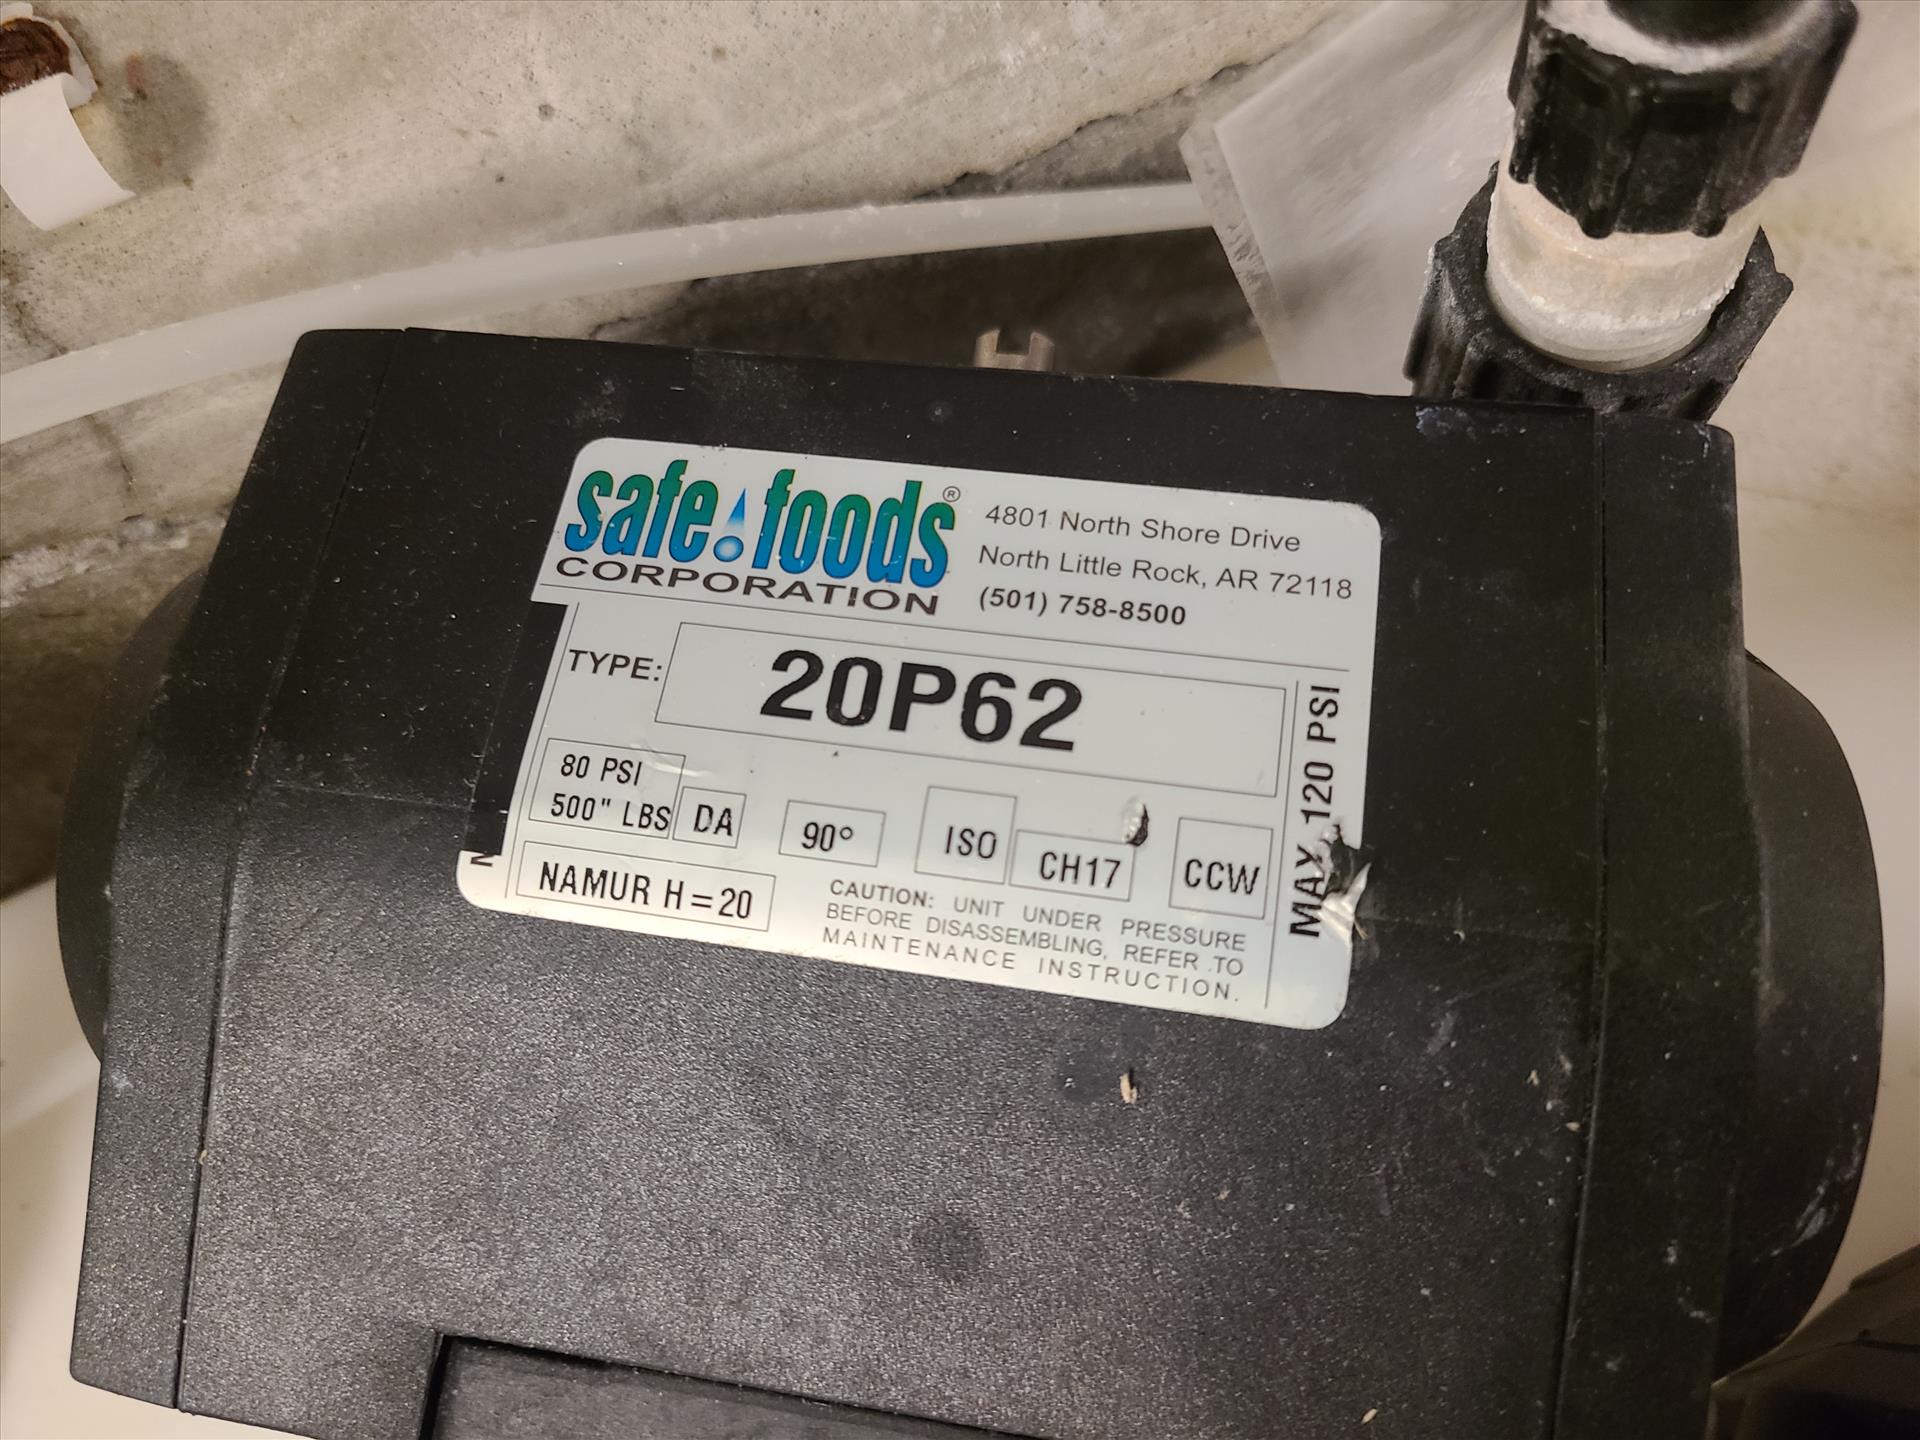 safe foods®
CORPORATION
4801 North Shore Drive
North Little Rock, AR 72118
(501) 758-8500
TYPE: 20P62
80 PSI
500" LBS
DA
90°
ISO
CH17
CCW
NAMUR H=20
MAX. 120 PSI
CAUTION: UNIT UNDER PRESSURE
BEFORE DISASSEMBLING, REFER TO
MAINTENANCE INSTRUCTION.